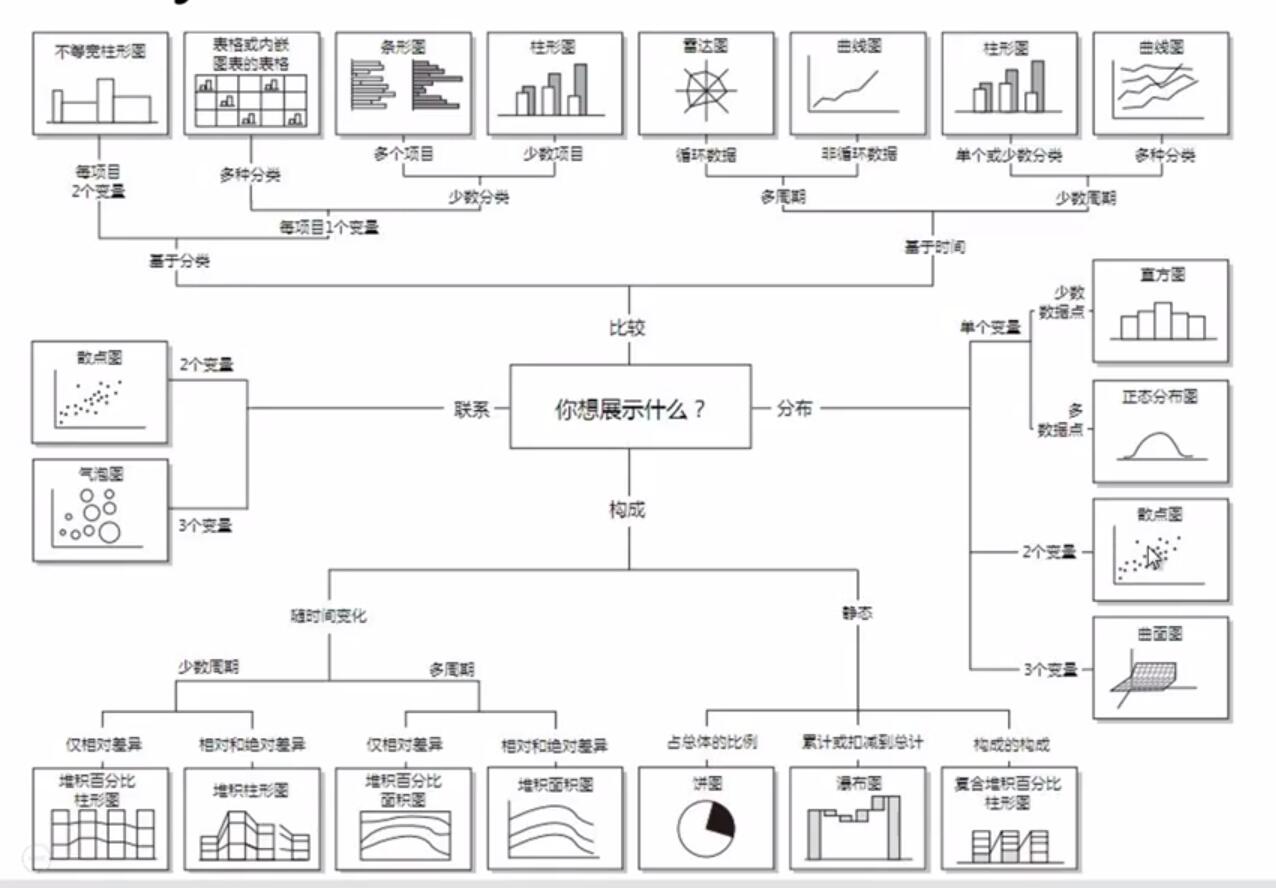 不等宽柱形图
表格或内嵌
图表的表格
条形图
柱形图
雷达图
曲线图
柱形图
曲线图
每项目
2个变量
多种分类
多个项目
少数项目
循环数据
非循环数据
单个或少数分类
多种分类
少数分类
多周期
少数周期
每项目1个变量
基于分类
基于时间
比较
直方图
少数
数据点
单个变量
散点图
2个变量
联系
你想展示什么？
分布
正态分布图
多
数据点
气泡图
3个变量
构成
散点图
2个变量
曲面图
3个变量
随时间变化
静态
少数周期
多周期
仅相对差异
相对和绝对差异
仅相对差异
相对和绝对差异
占总体的比例
累计或扣减到总计
构成的构成
堆积百分比
柱形图
堆积柱形图
堆积百分比
面积图
堆积面积图
饼图
瀑布图
复合堆积百分比
柱形图